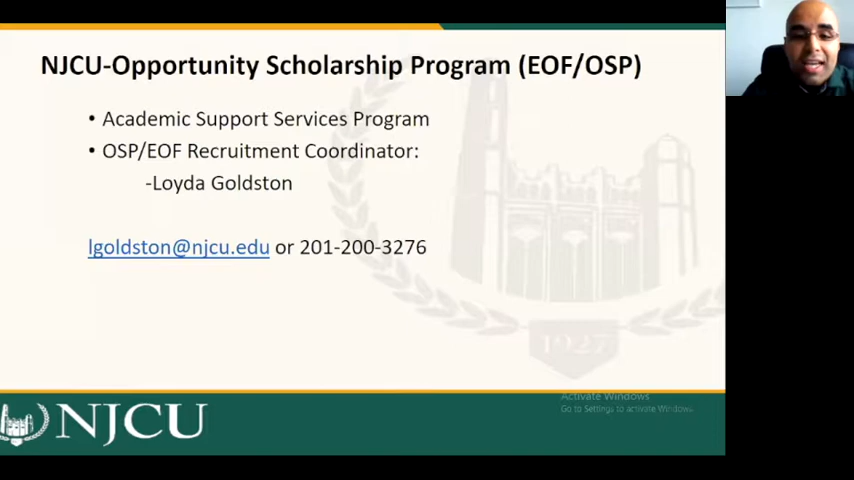 NJCU-Opportunity Scholarship Program (EOF/OSP)
• Academic Support Services Program
• OSP/EOF Recruitment Coordinator:
-Loyda Goldston
lgoldston@njcu.edu or 201-200-3276
1927
Activate Windows
Go to Settings to activate Windows.
NJCU